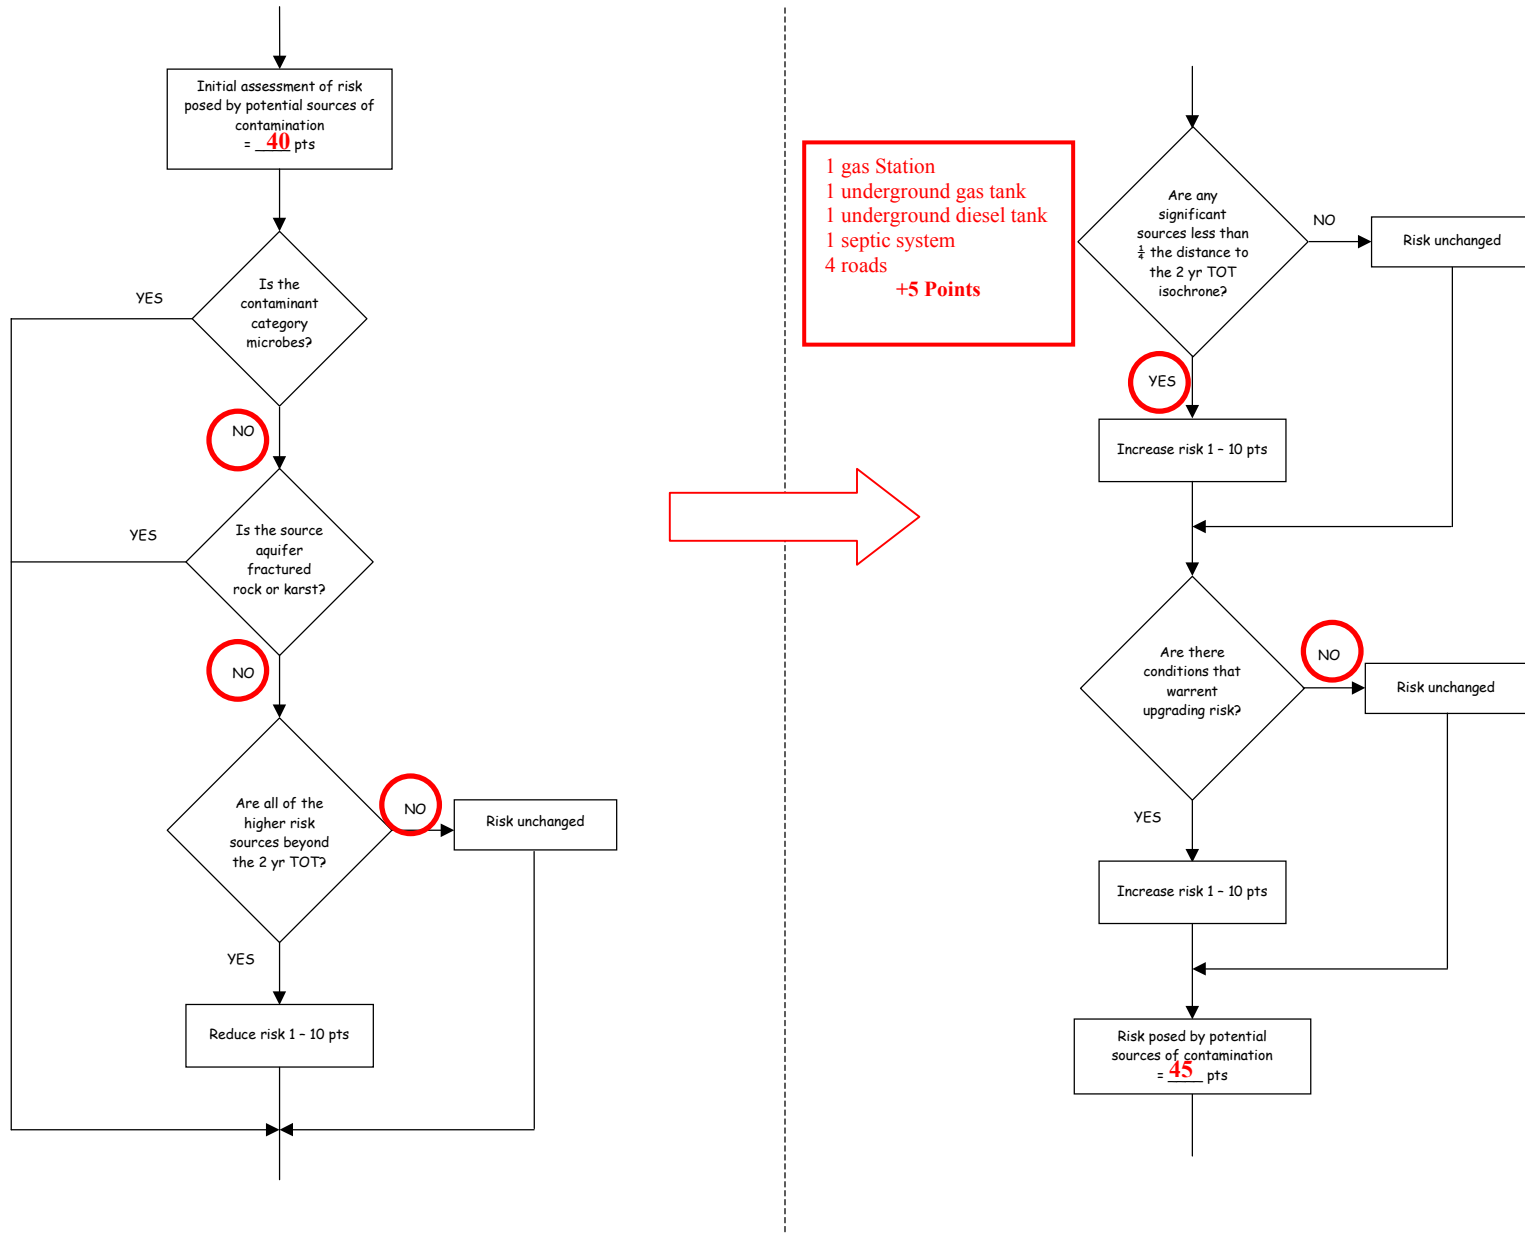 Initial assessment of risk
posed by potential sources of
contamination
= 40 pts
Is the
contaminant
category
microbes?
YES
NO
Is the source
aquifer
fractured
rock or karst?
YES
NO
Are all of the
higher risk
sources beyond
the 2 yr TOT?
NO
Risk unchanged
YES
Reduce risk 1 – 10 pts
1 gas Station
1 underground gas tank
1 underground diesel tank
1 septic system
4 roads
+5 Points
Are any
significant
sources less than
¼ the distance to
the 2 yr TOT
isochrone?
NO
Risk unchanged
YES
Increase risk 1 – 10 pts
Are there
conditions that
warrent
upgrading risk?
NO
Risk unchanged
YES
Increase risk 1 – 10 pts
Risk posed by potential
sources of contamination
= 45 pts